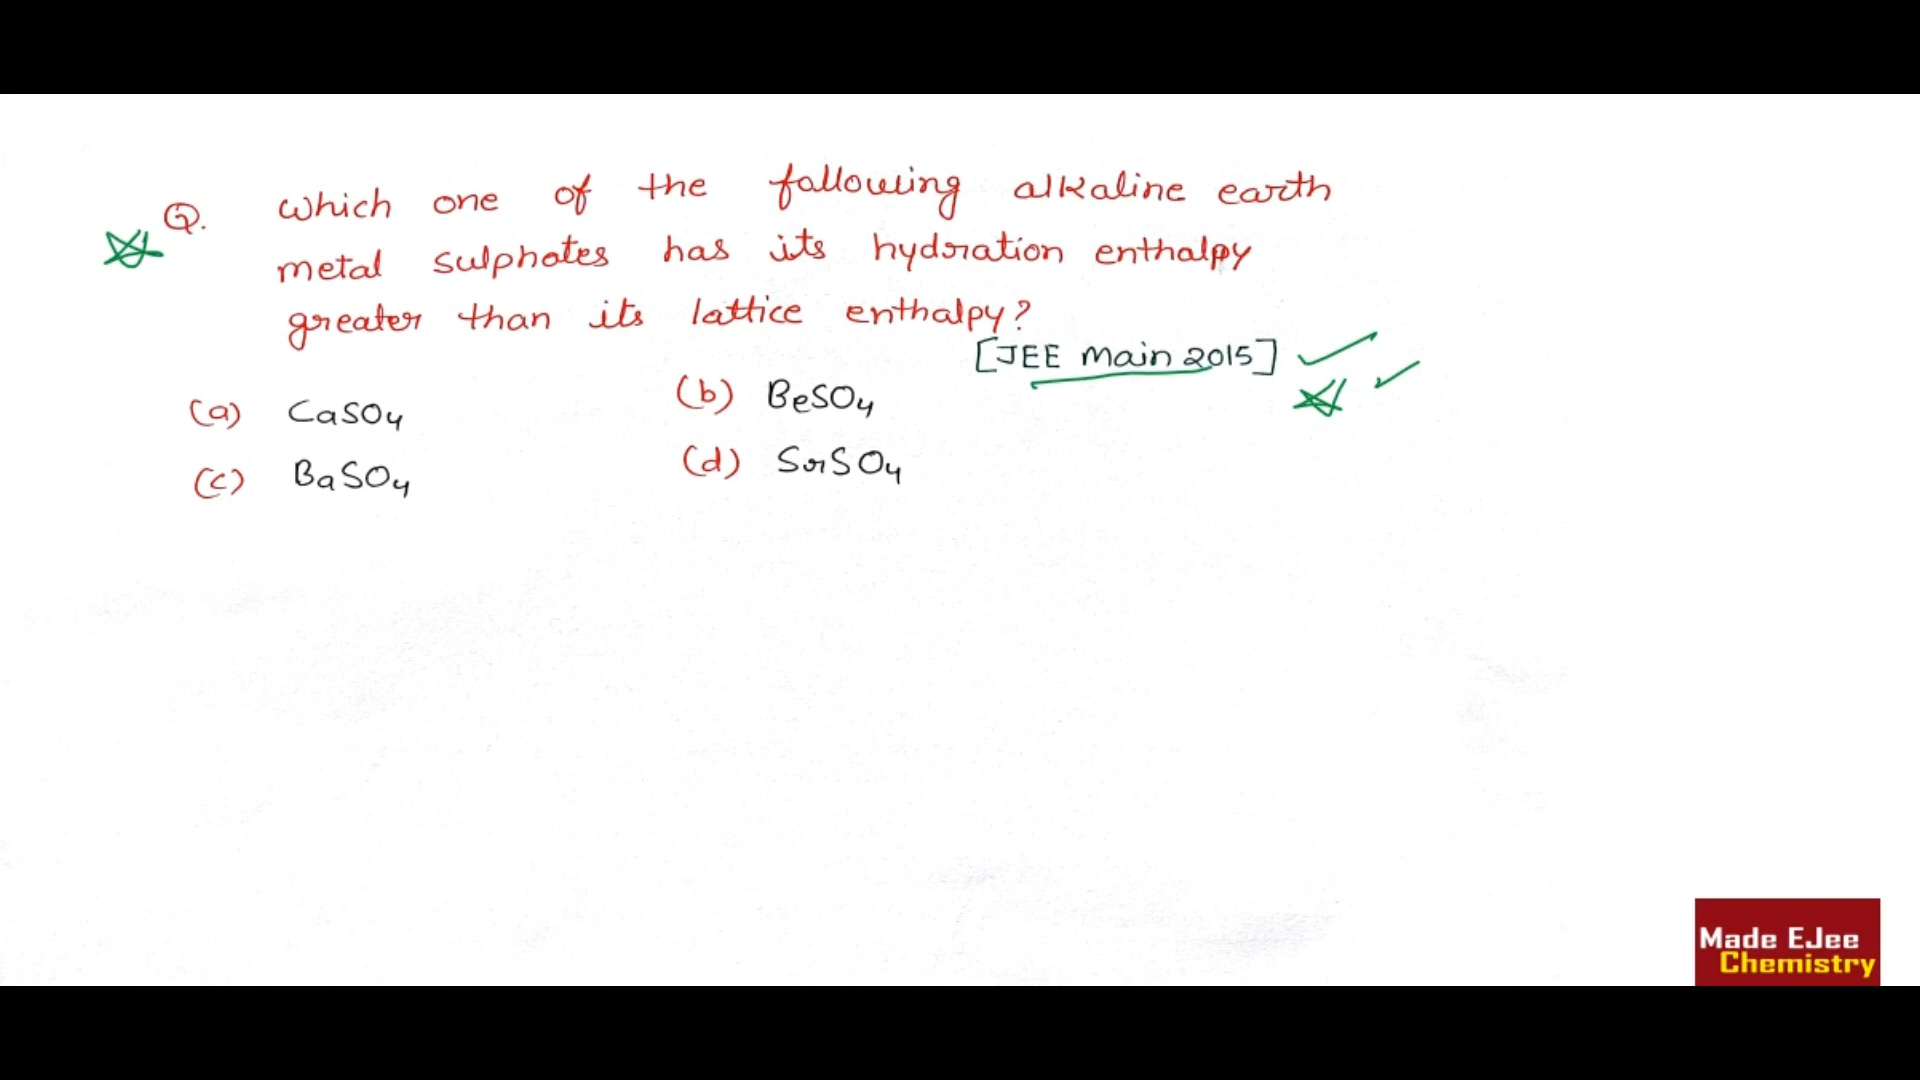 Q. Which one of the following alkaline earth
metal sulphates has its hydration enthalpy
greater than its lattice enthalpy?
[JEE Main 2015]
(a) CaSO4 (b) BeSO4
(c) BaSO4 (d) SrSO4
Made EJee
Chemistry